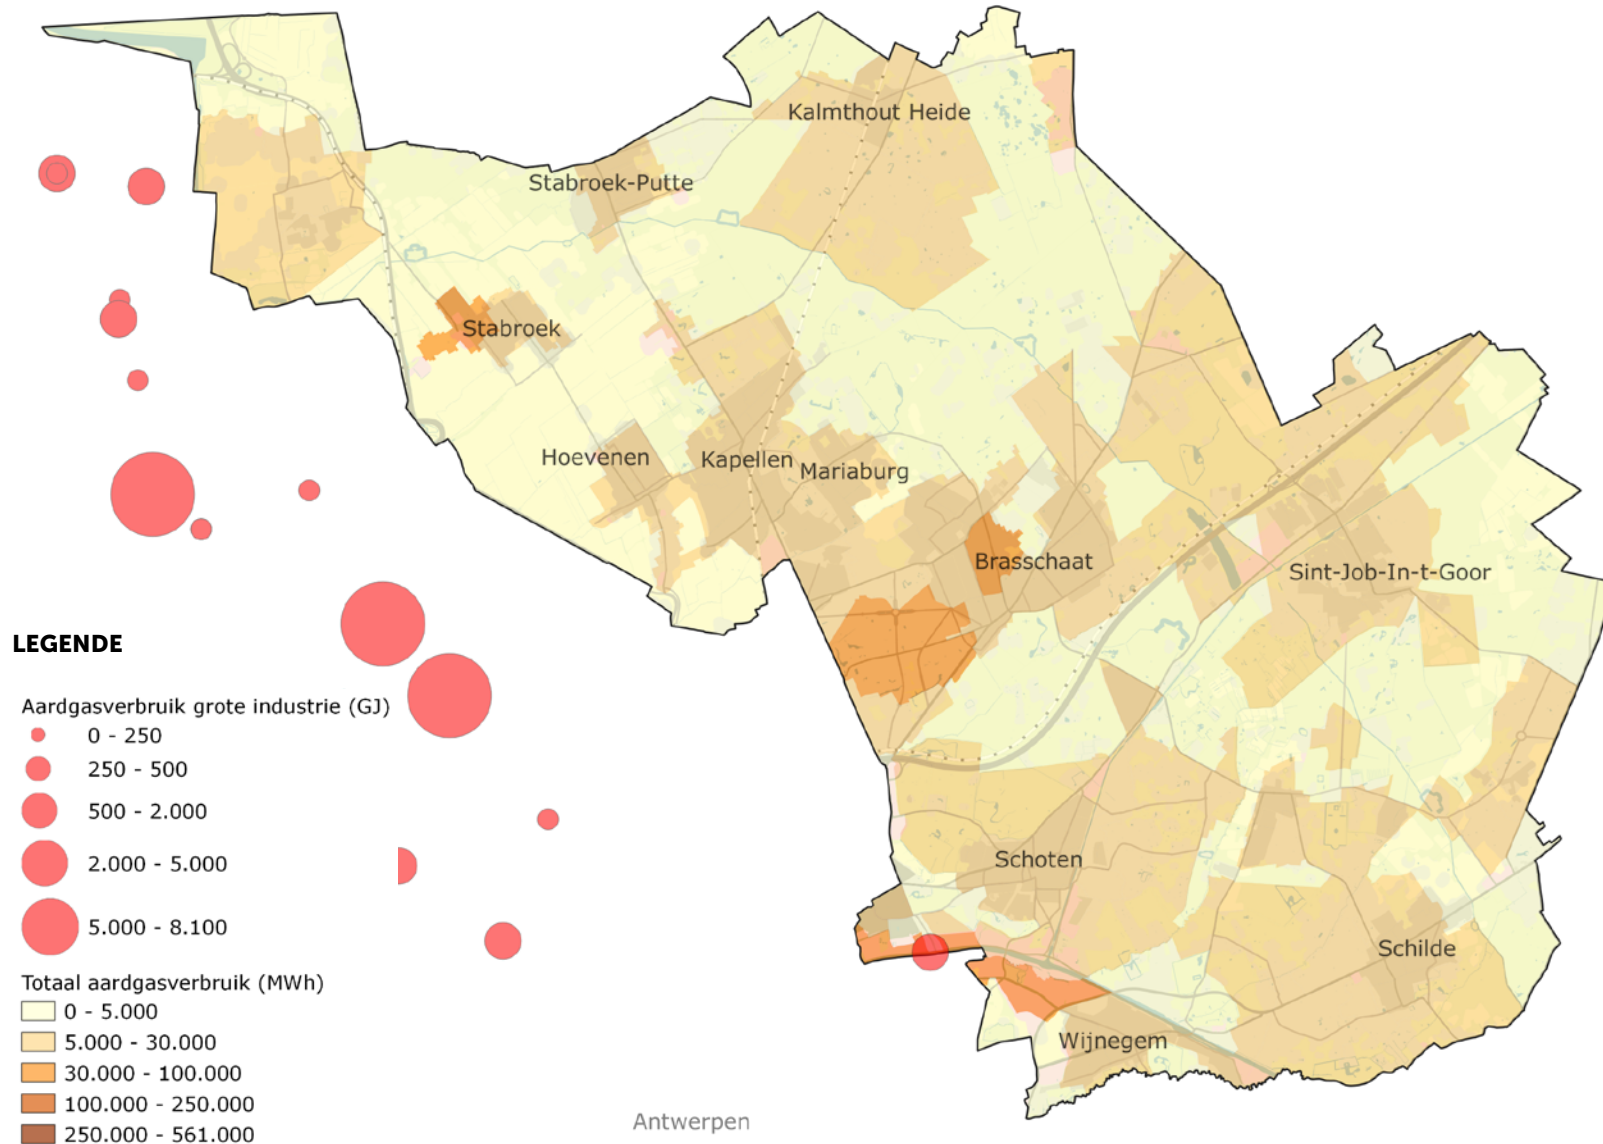 Kalmthout Heide
Stabroek-Putte
Stabroek
Hoevenen
Kapellen
Mariaburg
Brasschaat
Sint-Job-In-t-Goor
LEGENDE
Aardgasverbruik grote industrie (GJ)
0 - 250
250 - 500
500 - 2.000
2.000 - 5.000
5.000 - 8.100
Schoten
Schilde
Totaal aardgasverbruik (MWh)
0 - 5.000
5.000 - 30.000
30.000 - 100.000
100.000 - 250.000
250.000 - 561.000
Wijnegem
Antwerpen